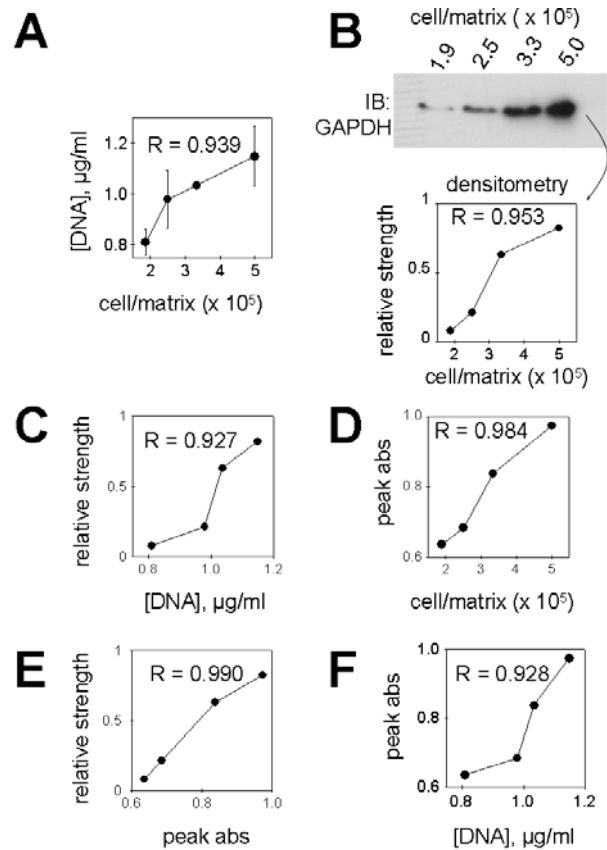 A
R = 0.939
1.2
1.0
0.8
[DNA], µg/ml
2 3 4 5
cell/matrix (x 10⁵)
B
cell/matrix ( x 10⁵)
1.9 2.5 3.3 5.0
IB:
GAPDH
densitometry
R = 0.953
1
0.5
0
relative strength
2 3 4 5
cell/matrix (x 10⁵)
C
R = 0.927
1
0.5
0
relative strength
0.8 1.0 1.2
[DNA], µg/ml
D
R = 0.984
1.0
0.8
0.6
peak abs
2 3 4 5
cell/matrix (x 10⁵)
E
R = 0.990
1
0.5
0
relative strength
0.6 0.8 1.0
peak abs
F
R = 0.928
1.0
0.8
0.6
peak abs
0.8 1.0 1.2
[DNA], µg/ml